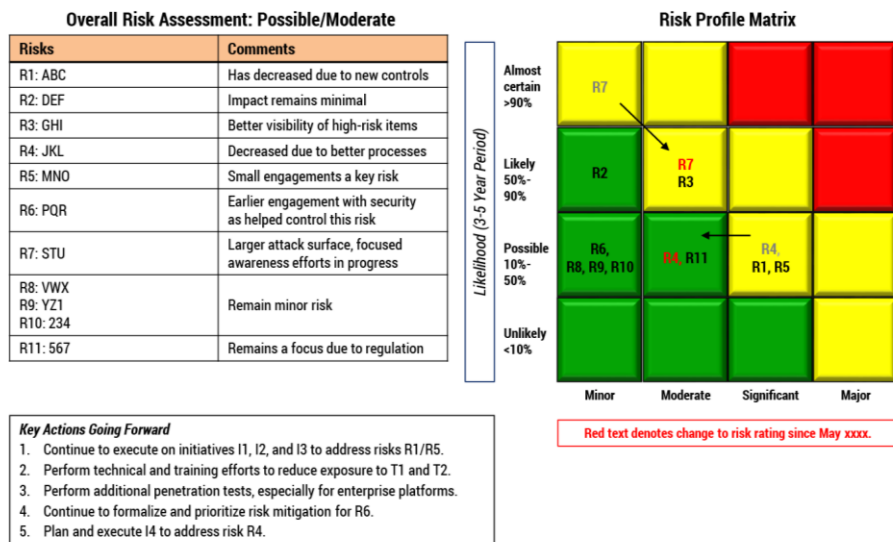 Overall Risk Assessment: Possible/Moderate
Risks Comments
R1: ABC Has decreased due to new controls
R2: DEF Impact remains minimal
R3: GHI Better visibility of high-risk items
R4: JKL Decreased due to better processes
R5: MNO Small engagements a key risk
R6: PQR Earlier engagement with security
as helped control this risk
R7: STU Larger attack surface, focused
awareness efforts in progress
R8: VWX
R9: YZ1 Remain minor risk
R10: 234
R11: 567 Remains a focus due to regulation
Key Actions Going Forward
1. Continue to execute on initiatives I1, I2, and I3 to address risks R1/R5.
2. Perform technical and training efforts to reduce exposure to T1 and T2.
3. Perform additional penetration tests, especially for enterprise platforms.
4. Continue to formalize and prioritize risk mitigation for R6.
5. Plan and execute I4 to address risk R4.
Risk Profile Matrix
Likelihood (3-5 Year Period)
Almost
certain
>90%
R7
Likely
50%-
90%
R2
R7
R3
Possible
10%-
50%
R6,
R8, R9, R10
R4, R11
R4,
R1, R5
Unlikely
<10%
Minor Moderate Significant Major
Red text denotes change to risk rating since May xxxx.